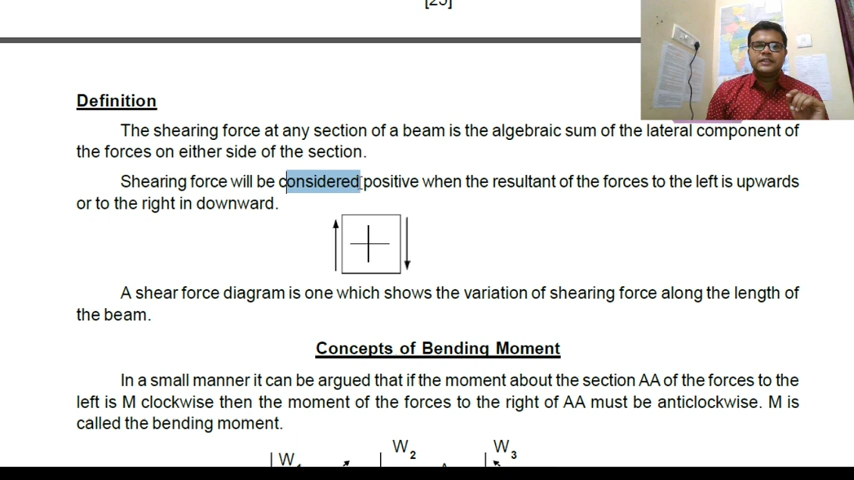 [25]
Definition
The shearing force at any section of a beam is the algebraic sum of the lateral component of
the forces on either side of the section.
Shearing force will be considered positive when the resultant of the forces to the left is upwards
or to the right in downward.
A shear force diagram is one which shows the variation of shearing force along the length of
the beam.
Concepts of Bending Moment
In a small manner it can be argued that if the moment about the section AA of the forces to the
left is M clockwise then the moment of the forces to the right of AA must be anticlockwise. M is
called the bending moment.
W W2 W3